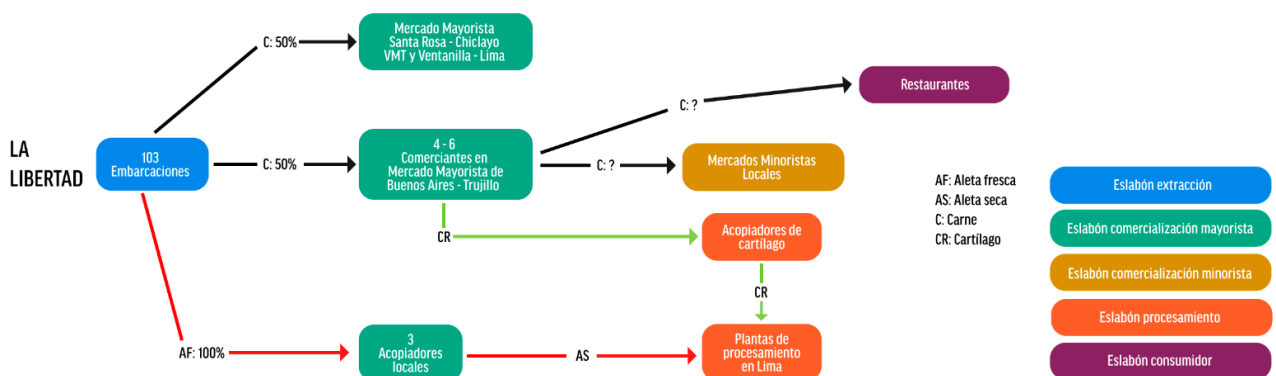 LA
LIBERTAD
103
Embarcaciones
C: 50%
Mercado Mayorista
Santa Rosa - Chiclayo
VMT y Ventanilla - Lima
C: 50%
4 - 6
Comerciantes en
Mercado Mayorista de
Buenos Aires - Trujillo
C: ?
Restaurantes
C: ?
Mercados Minoristas
Locales
CR
Acopiadores de
cartílago
CR
AF: 100%
3
Acopiadores
locales
AS
Plantas de
procesamiento
en Lima
AF: Aleta fresca
AS: Aleta seca
C: Carne
CR: Cartílago
Eslabón extracción
Eslabón comercialización mayorista
Eslabón comercialización minorista
Eslabón procesamiento
Eslabón consumidor